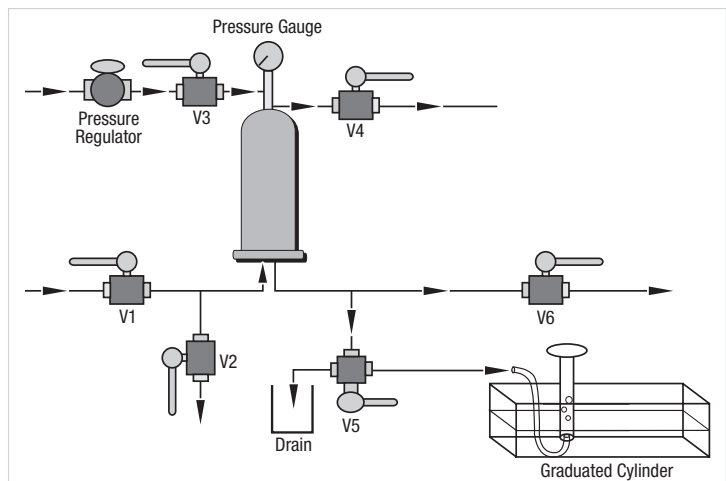 Pressure Gauge
Pressure
Regulator
V3
V4
V1
V2
V6
V5
Drain
Graduated Cylinder